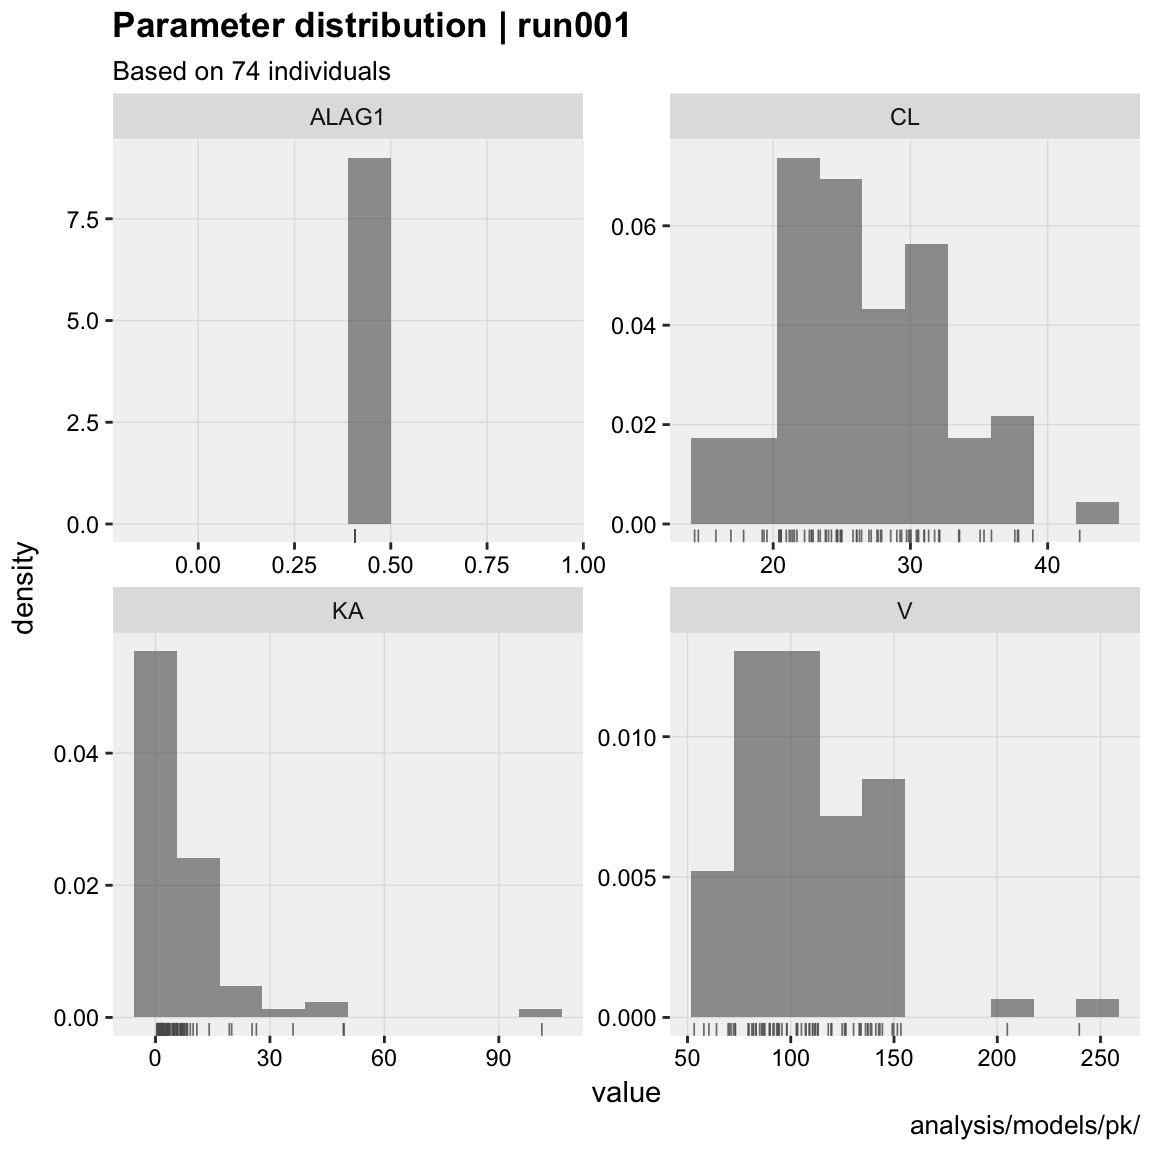 Parameter distribution | run001
Based on 74 individuals
ALAG1
CL
7.5
5.0
2.5
0.0
0.00 0.25 0.50 0.75 1.00
0.06
0.04
0.02
0.00
20 30 40
KA
V
0.04
0.02
0.00
0 30 60 90
0.010
0.005
0.000
50 100 150 200 250
density
value
analysis/models/pk/